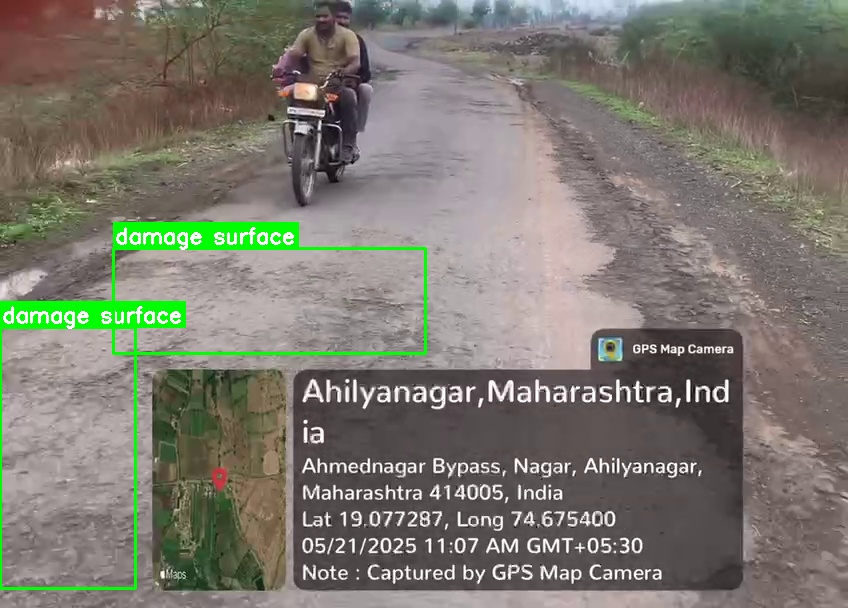 damage surface
damage surface
GPS Map Camera
Ahilyanagar,Maharashtra,Ind
ia
Ahmednagar Bypass, Nagar, Ahilyanagar,
Maharashtra 414005, India
Lat 19.077287, Long 74.675400
05/21/2025 11:07 AM GMT+05:30
Note : Captured by GPS Map Camera
Maps